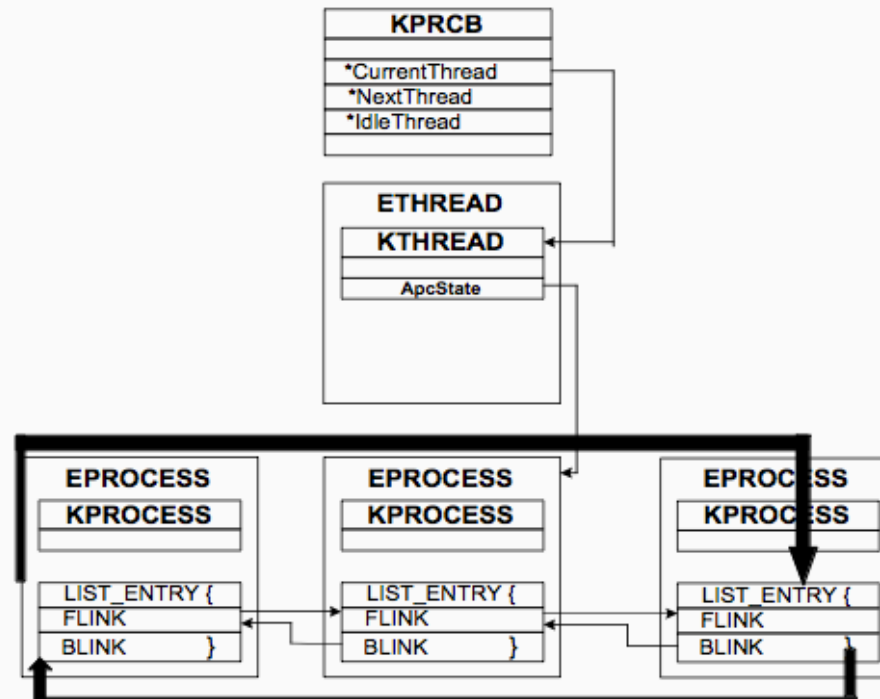 KPRCB
*CurrentThread
*NextThread
*IdleThread
ETHREAD
KTHREAD
ApcState
EPROCESS
KPROCESS
LIST_ENTRY {
FLINK
BLINK }
EPROCESS
KPROCESS
LIST_ENTRY {
FLINK
BLINK }
EPROCESS
KPROCESS
LIST_ENTRY {
FLINK
BLINK }